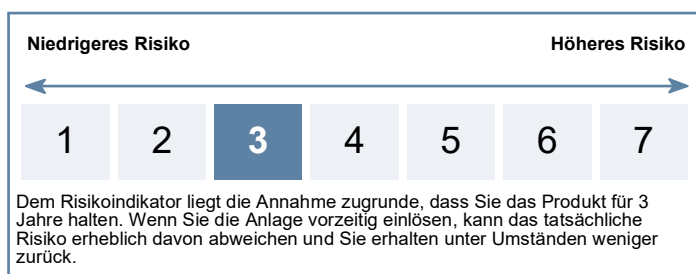 Niedrigeres Risiko Höheres Risiko
1 2 3 4 5 6 7
Dem Risikoindikator liegt die Annahme zugrunde, dass Sie das Produkt für 3
Jahre halten. Wenn Sie die Anlage vorzeitig einlösen, kann das tatsächliche
Risiko erheblich davon abweichen und Sie erhalten unter Umständen weniger
zurück.